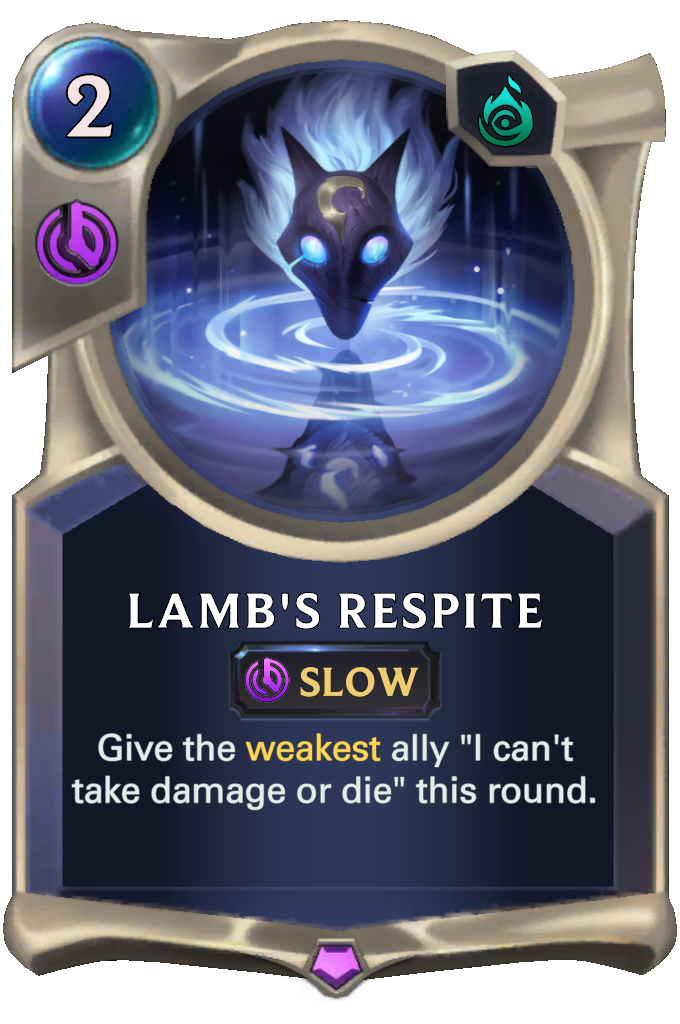 2
LAMB'S RESPITE
SLOW
Give the weakest ally "I can't
take damage or die" this round.